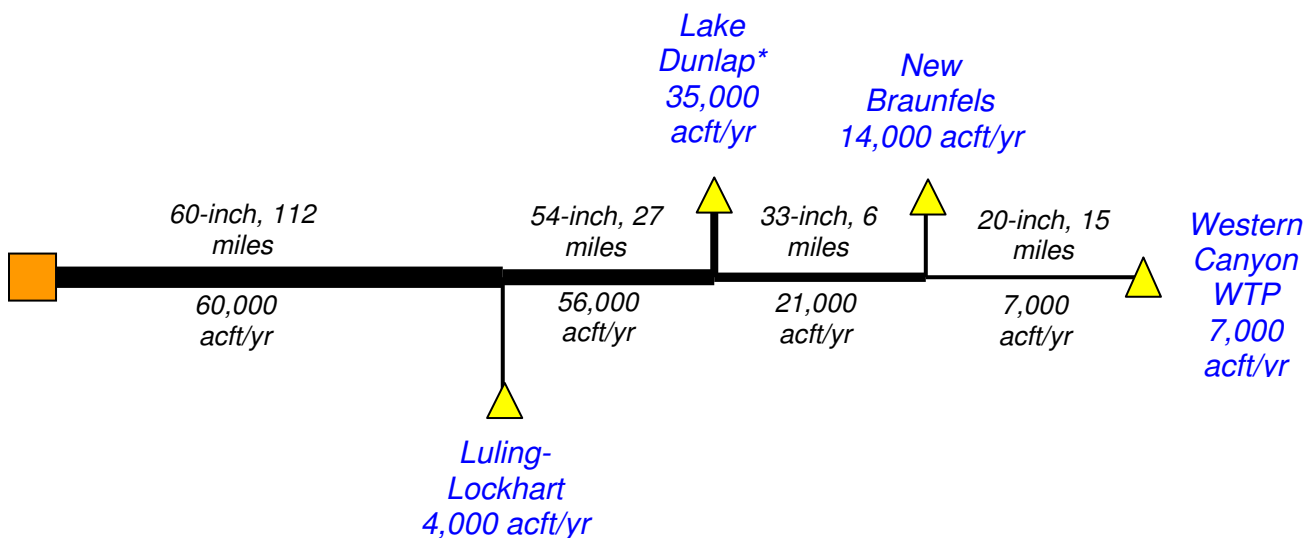 Lake
Dunlap*
35,000
acft/yr
New
Braunfels
14,000 acft/yr
60-inch, 112
miles
54-inch, 27
miles
33-inch, 6
miles
20-inch, 15
miles
Western
Canyon
WTP
7,000
acft/yr
60,000
acft/yr
56,000
acft/yr
21,000
acft/yr
7,000
acft/yr
Luling-
Lockhart
4,000 acft/yr